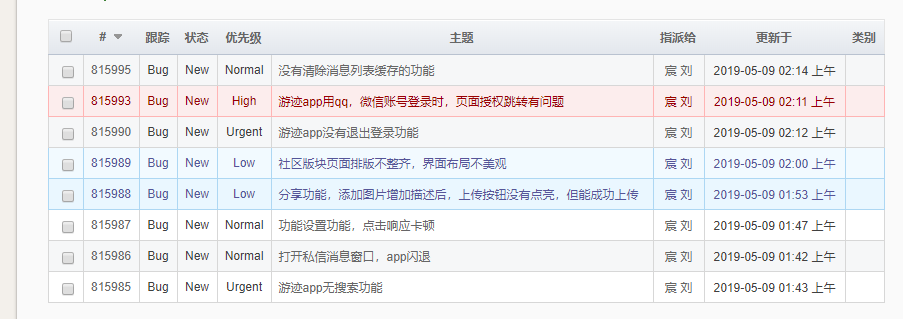 # 跟踪 状态 优先级 主题 指派给 更新于 类别
815995 Bug New Normal 没有清除消息列表缓存的功能 宸 刘 2019-05-09 02:14 上午
815993 Bug New High 游迹app用qq，微信账号登录时，页面授权跳转有问题 宸 刘 2019-05-09 02:11 上午
815990 Bug New Urgent 游迹app没有退出登录功能 宸 刘 2019-05-09 02:12 上午
815989 Bug New Low 社区版块页面排版不整齐，界面布局不美观 宸 刘 2019-05-09 02:00 上午
815988 Bug New Low 分享功能，添加图片增加描述后，上传按钮没有点亮，但能成功上传 宸 刘 2019-05-09 01:53 上午
815987 Bug New Normal 功能设置功能，点击响应卡顿 宸 刘 2019-05-09 01:47 上午
815986 Bug New Normal 打开私信消息窗口，app闪退 宸 刘 2019-05-09 01:42 上午
815985 Bug New Urgent 游迹app无搜索功能 宸 刘 2019-05-09 01:43 上午